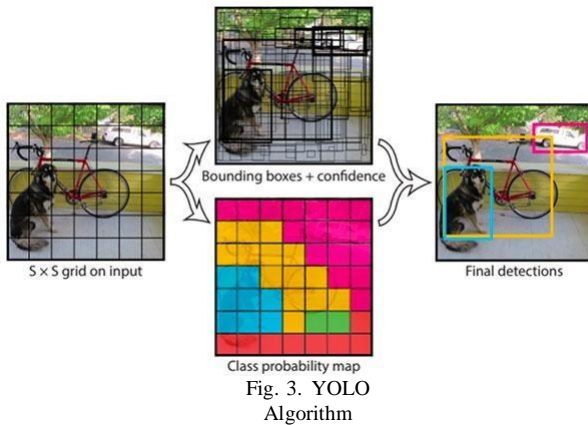 Bounding boxes + confidence
S × S grid on input
Final detections
Class probability map
Fig. 3. YOLO
Algorithm